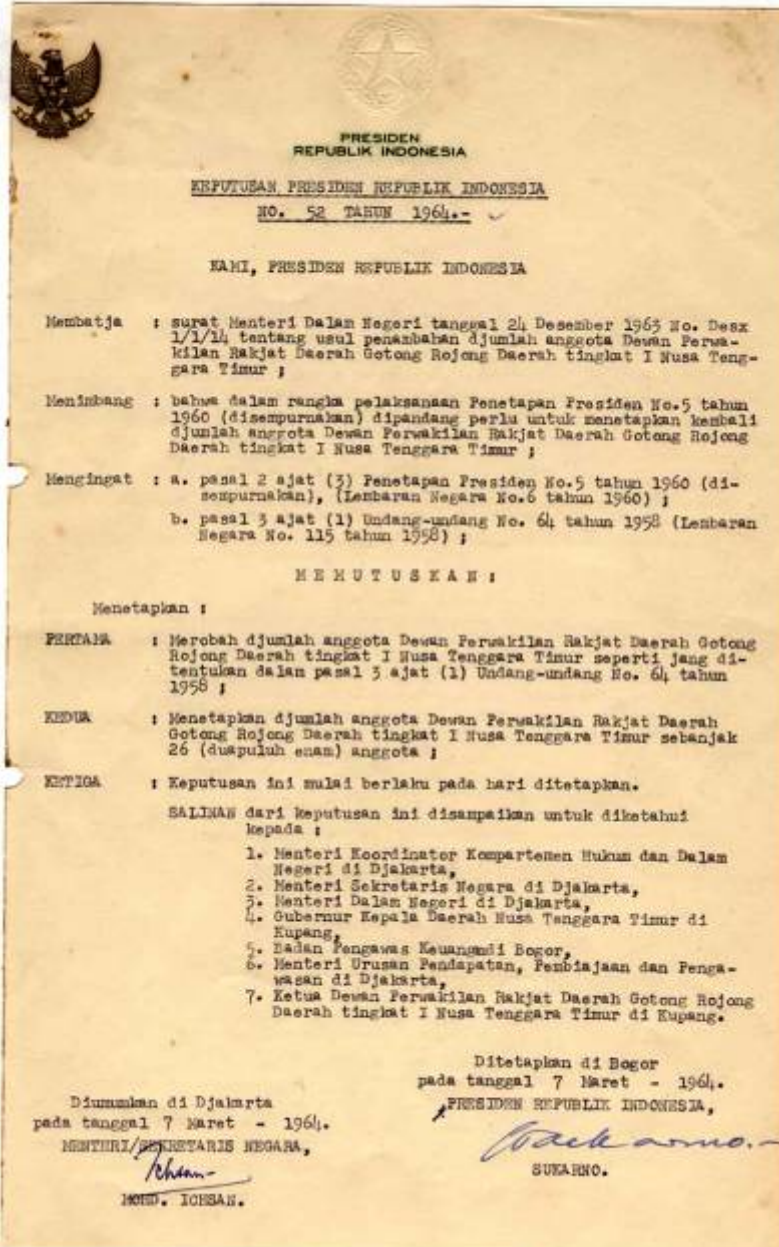 PRESIDEN
REPUBLIK INDONESIA
KEPUTUSAN PRESIDEN REPUBLIK INDONESIA
NO. 52 TAHUN 1964.-
KAMI, PRESIDEN REPUBLIK INDONESIA
Membatja : surat Menteri Dalam Negeri tanggal 24 Desember 1963 No. Desx
1/1/14 tentang usul penambahan djumlah anggota Dewan Perwa-
kilan Rakjat Daerah Gotong Rojong Daerah tingkat I Nusa Teng-
gara Timur ;
Menimbang : bahwa dalam rangka pelaksanaan Penetapan Presiden No.5 tahun
1960 (disempurnakan) dipandang perlu untuk menetapkan kembali
djumlah anggota Dewan Perwakilan Rakjat Daerah Gotong Rojong
Daerah tingkat I Nusa Tenggara Timur ;
Mengingat : a. pasal 2 ajat (3) Penetapan Presiden No.5 tahun 1960 (di-
sempurnakan), (Lembaran Negara No.6 tahun 1960) ;
b. pasal 3 ajat (1) Undang-undang No. 64 tahun 1958 (Lembaran
Negara No. 115 tahun 1958) ;
M E M U T U S K A N :
Menetapkan :
PERTAMA : Merobah djumlah anggota Dewan Perwakilan Rakjat Daerah Gotong
Rojong Daerah tingkat I Nusa Tenggara Timur seperti jang di-
tentukan dalam pasal 3 ajat (1) Undang-undang No. 64 tahun
1958 ;
KEDUA : Menetapkan djumlah anggota Dewan Perwakilan Rakjat Daerah
Gotong Rojong Daerah tingkat I Nusa Tenggara Timur sebanjak
26 (duapuluh enam) anggota ;
KETIGA : Keputusan ini mulai berlaku pada hari ditetapkan.
SALINAN dari keputusan ini disampaikan untuk diketahui
kepada :
1. Menteri Koordinator Kompartemen Hukum dan Dalam
Negeri di Djakarta,
2. Menteri Sekretaris Negara di Djakarta,
3. Menteri Dalam Negeri di Djakarta,
4. Gubernur Kepala Daerah Nusa Tenggara Timur di
Kupang,
5. Badan Pengawas Keuangandi Bogor,
6. Menteri Urusan Pendapatan, Pembiajaan dan Penga-
wasan di Djakarta,
7. Ketua Dewan Perwakilan Rakjat Daerah Gotong Rojong
Daerah tingkat I Nusa Tenggara Timur di Kupang.
Ditetapkan di Bogor
pada tanggal 7 Maret - 1964.
PRESIDEN REPUBLIK INDONESIA,
Soekarno.-
SUKARNO.
Diumumkan di Djakarta
pada tanggal 7 Maret - 1964.
MENTERI/SEKRETARIS NEGARA,
Ichsan-
MOHD. ICHSAN.